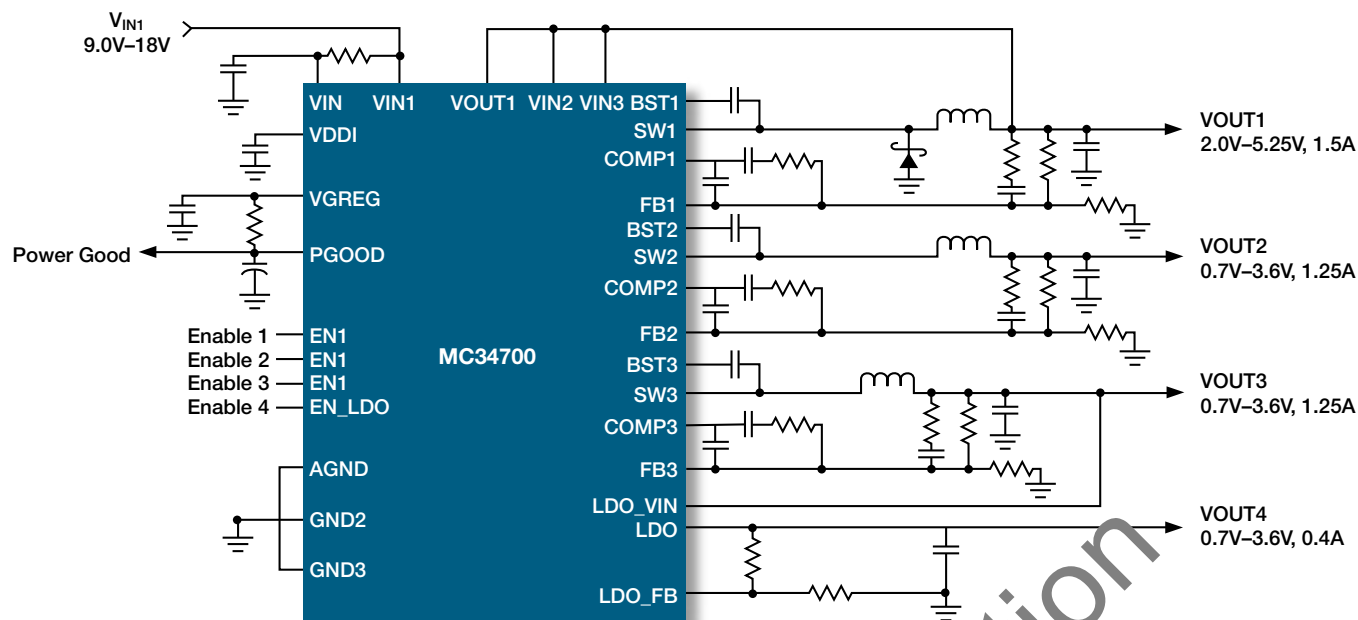 VIN1
9.0V–18V
VIN VIN1 VOUT1 VIN2 VIN3 BST1
VDDI
VGREG
Power Good
PGOOD
Enable 1 EN1
Enable 2 EN1
Enable 3 EN1
Enable 4 EN_LDO
AGND
GND2
GND3
MC34700
SW1
COMP1
FB1
BST2
SW2
COMP2
FB2
BST3
SW3
COMP3
FB3
LDO_VIN
LDO
LDO_FB
VOUT1
2.0V–5.25V, 1.5A
VOUT2
0.7V–3.6V, 1.25A
VOUT3
0.7V–3.6V, 1.25A
VOUT4
0.7V–3.6V, 0.4A